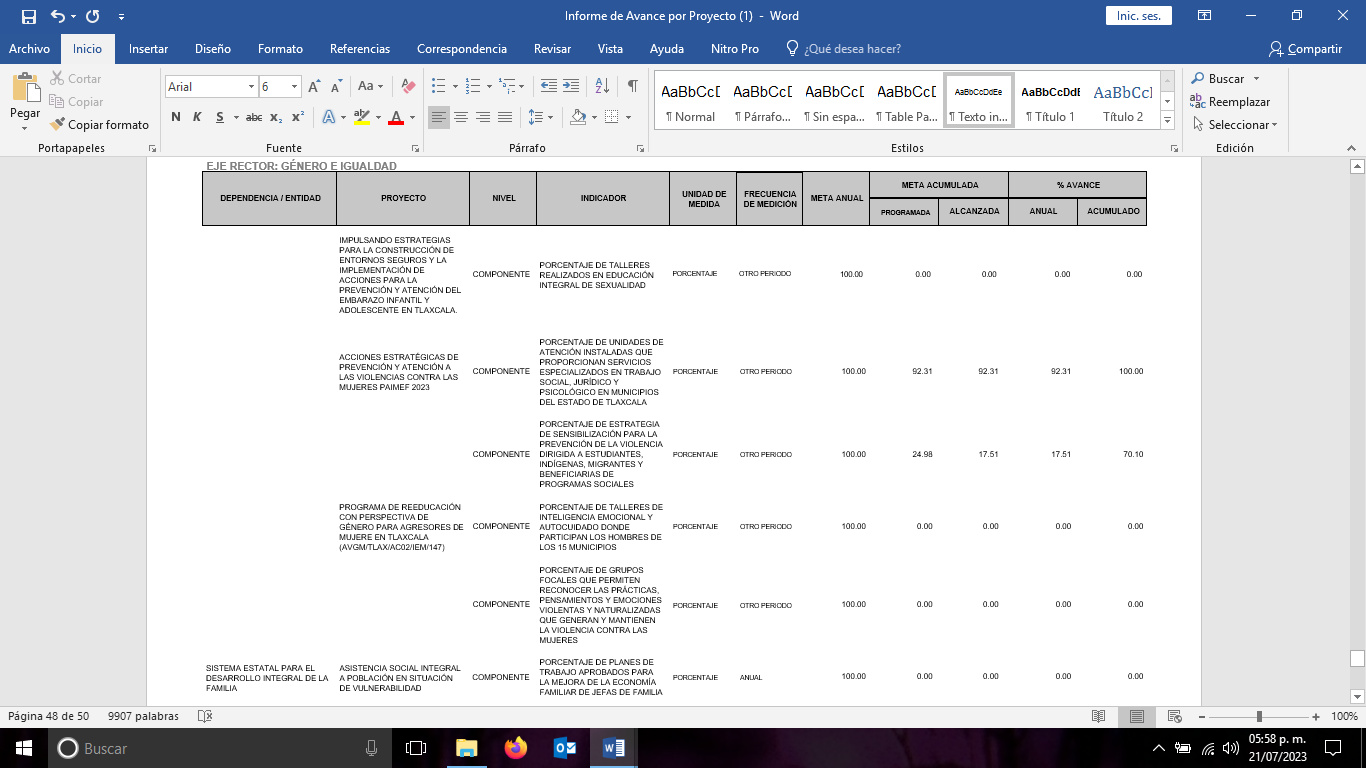 Informe de Avance por Proyecto (1) - Word
Inic. ses.
Archivo Inicio Insertar Diseño Formato Referencias Correspondencia Revisar Vista Ayuda Nitro Pro ¿Qué desea hacer? Compartir
Pegar
Cortar
Copiar
Copiar formato
Portapapeles
Arial 6
N K S abc x₂ x²
Fuente
Párrafo
AaBbCcI AaBbCcI AaBbCcI AaBbCcI AaBbCcDdEe AaBbCcDdE AaBbCcI
¶ Normal ¶ Párrafo... ¶ Sin espa... ¶ Table Pa... ¶ Texto in... ¶ Título 1 Título 2
Estilos
Buscar
Reemplazar
Seleccionar
Edición
EJE RECTOR: GÉNERO E IGUALDAD
DEPENDENCIA / ENTIDAD PROYECTO NIVEL INDICADOR UNIDAD DE MEDIDA FRECUENCIA DE MEDICIÓN META ANUAL META ACUMULADA % AVANCE
PROGRAMADA ALCANZADA ANUAL ACUMULADO
IMPULSANDO ESTRATEGIAS
PARA LA CONSTRUCCIÓN DE
ENTORNOS SEGUROS Y LA
IMPLEMENTACIÓN DE
ACCIONES PARA LA
PREVENCIÓN Y ATENCIÓN DEL
EMBARAZO INFANTIL Y
ADOLESCENTE EN TLAXCALA.
COMPONENTE
PORCENTAJE DE TALLERES
REALIZADOS EN EDUCACIÓN
INTEGRAL DE SEXUALIDAD
PORCENTAJE OTRO PERIODO 100.00 0.00 0.00 0.00 0.00
ACCIONES ESTRATÉGICAS DE
PREVENCIÓN Y ATENCIÓN A
LAS VIOLENCIAS CONTRA LAS
MUJERES PAIMEF 2023
COMPONENTE
PORCENTAJE DE UNIDADES DE
ATENCIÓN INSTALADAS QUE
PROPORCIONAN SERVICIOS
ESPECIALIZADOS EN TRABAJO
SOCIAL, JURÍDICO Y
PSICOLÓGICO EN MUNICIPIOS
DEL ESTADO DE TLAXCALA
PORCENTAJE OTRO PERIODO 100.00 92.31 92.31 92.31 100.00
COMPONENTE
PORCENTAJE DE ESTRATEGIA
DE SENSIBILIZACIÓN PARA LA
PREVENCIÓN DE LA VIOLENCIA
DIRIGIDA A ESTUDIANTES,
INDÍGENAS, MIGRANTES Y
BENEFICIARIAS DE
PROGRAMAS SOCIALES
PORCENTAJE OTRO PERIODO 100.00 24.98 17.51 17.51 70.10
PROGRAMA DE REEDUCACIÓN
CON PERSPECTIVA DE
GÉNERO PARA AGRESORES DE
MUJERE EN TLAXCALA
(AVGM/TLAX/AC02/IEM/147)
COMPONENTE
PORCENTAJE DE TALLERES DE
INTELIGENCIA EMOCIONAL Y
AUTOCUIDADO DONDE
PARTICIPAN LOS HOMBRES DE
LOS 15 MUNICIPIOS
PORCENTAJE OTRO PERIODO 100.00 0.00 0.00 0.00 0.00
COMPONENTE
PORCENTAJE DE GRUPOS
FOCALES QUE PERMITEN
RECONOCER LAS PRÁCTICAS,
PENSAMIENTOS Y EMOCIONES
VIOLENTAS Y NATURALIZADAS
QUE GENERAN Y MANTIENEN
LA VIOLENCIA CONTRA LAS
MUJERES
PORCENTAJE OTRO PERIODO 100.00 0.00 0.00 0.00 0.00
SISTEMA ESTATAL PARA EL
DESARROLLO INTEGRAL DE LA
FAMILIA
ASISTENCIA SOCIAL INTEGRAL
A POBLACIÓN EN SITUACIÓN
DE VULNERABILIDAD
COMPONENTE
PORCENTAJE DE PLANES DE
TRABAJO APROBADOS PARA
LA MEJORA DE LA ECONOMÍA
FAMILIAR DE JEFAS DE FAMILIA
PORCENTAJE ANUAL 100.00 0.00 0.00 0.00 0.00
Página 48 de 50 9907 palabras 100%
Buscar
05:58 p. m.
21/07/2023